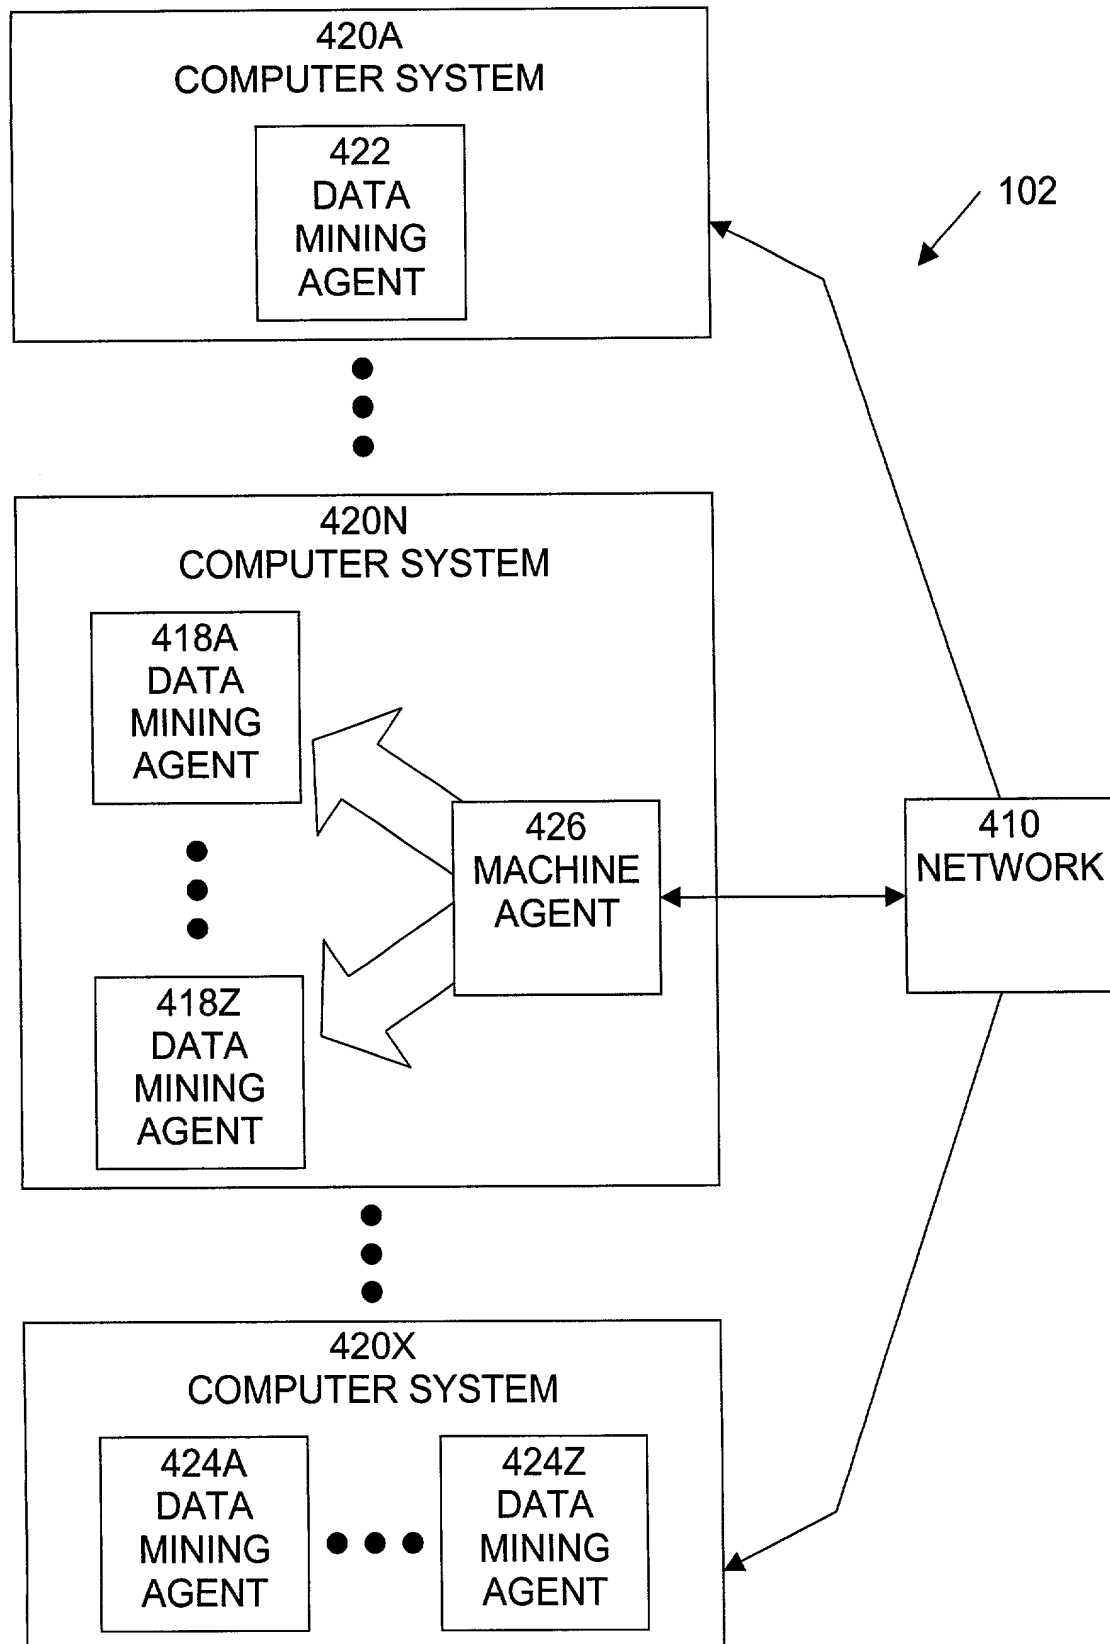 420A
COMPUTER SYSTEM
422
DATA
MINING
AGENT
102
420N
COMPUTER SYSTEM
418A
DATA
MINING
AGENT
426
MACHINE
AGENT
410
NETWORK
418Z
DATA
MINING
AGENT
420X
COMPUTER SYSTEM
424A
DATA
MINING
AGENT
424Z
DATA
MINING
AGENT